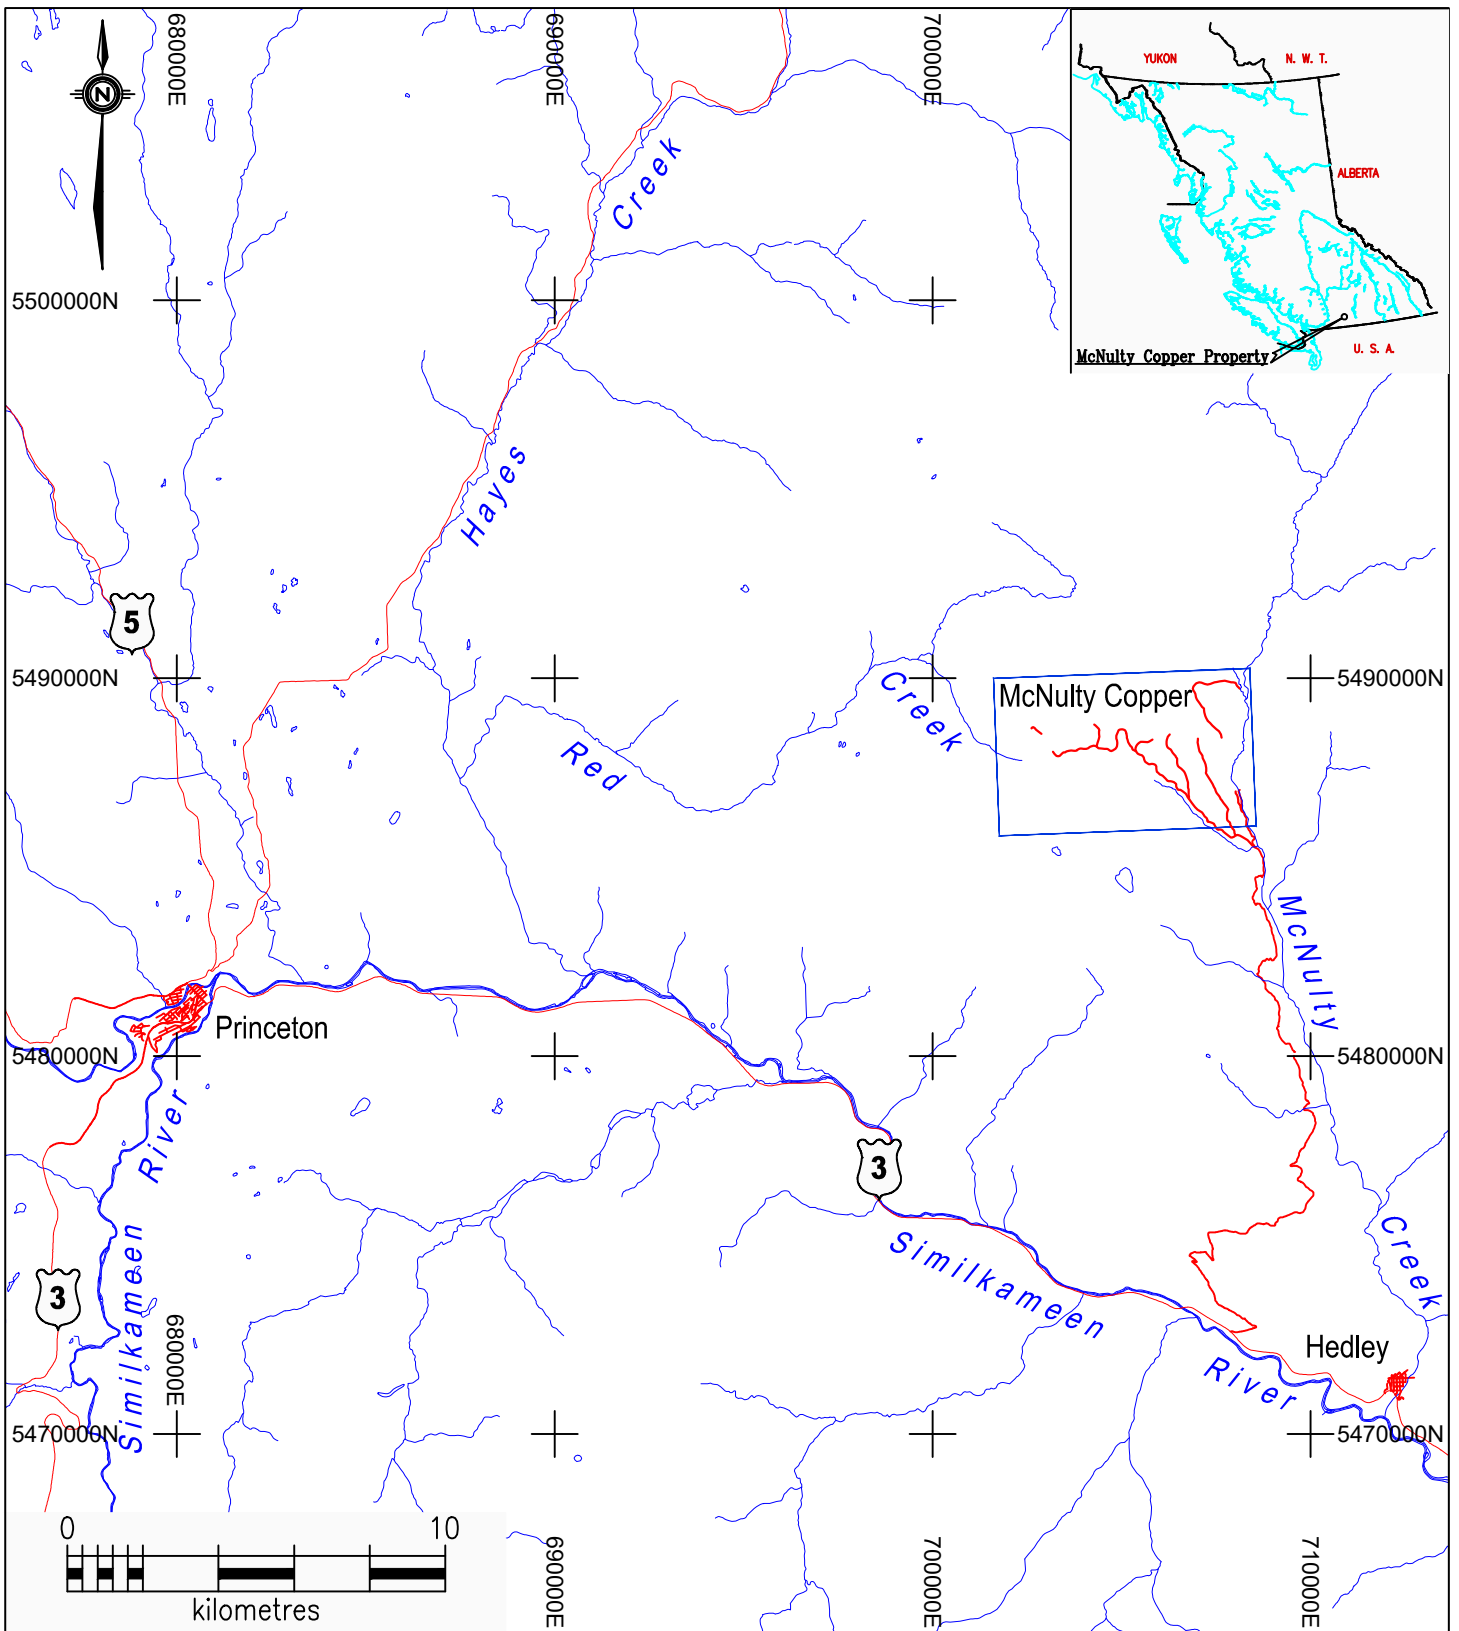 680000E
690000E
700000E
N
YUKON
N. W. T.
ALBERTA
U. S. A.
McNulty Copper Property
Creek
5500000N
Hayes
5
5490000N
5490000N
Creek
McNulty Copper
Red
McNulty
Princeton
5480000N
5480000N
River
3
Similkameen
Similkameen
Creek
3
680000E
Hedley
River
5470000N
5470000N
0
10
kilometres
690000E
700000E
710000E